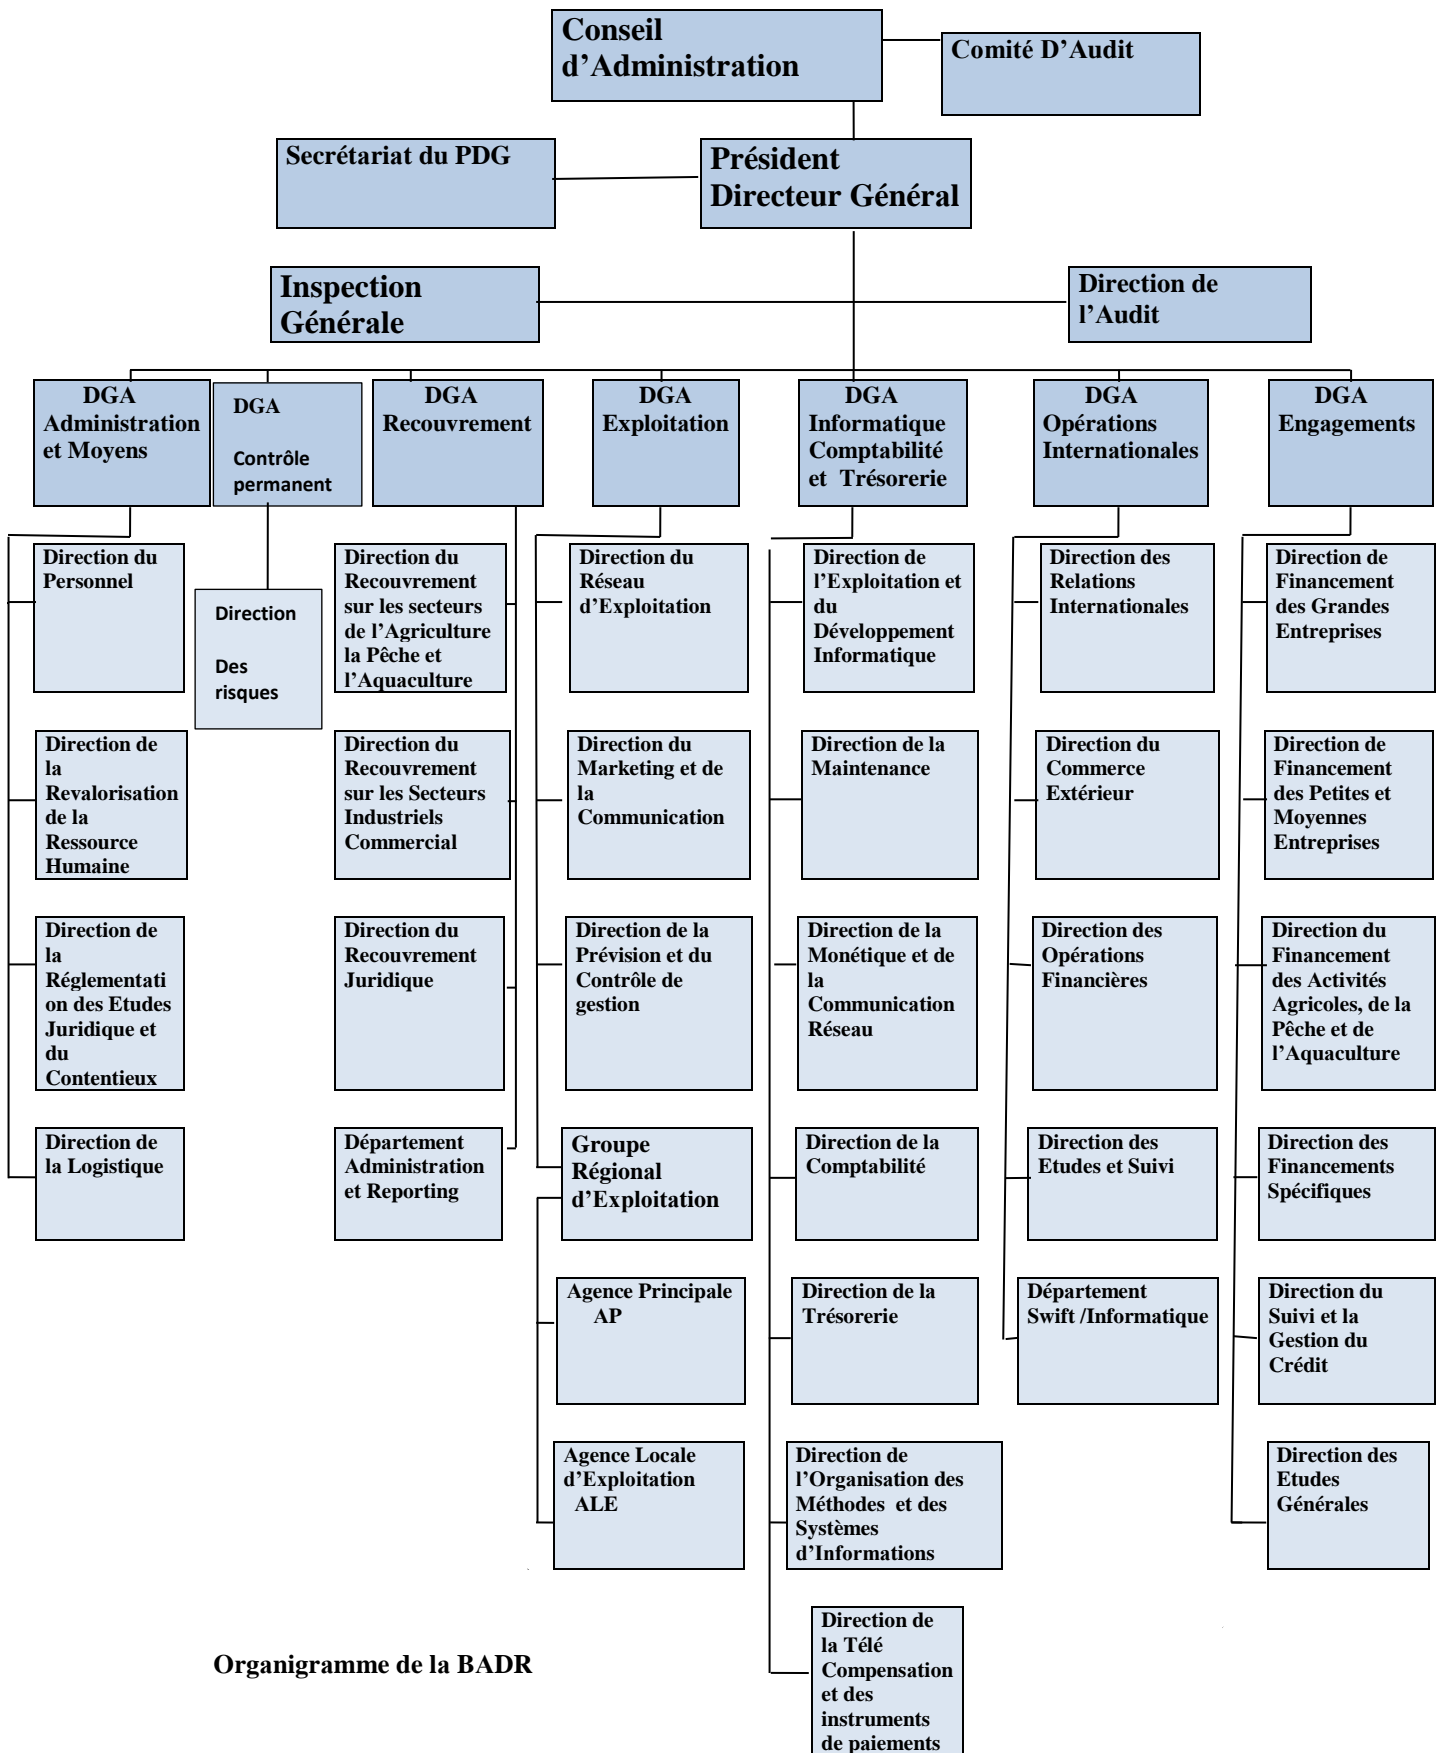 Conseil
d’Administration
Comité D’Audit
Secrétariat du PDG
Président
Directeur Général
Inspection
Générale
Direction de
l’Audit
DGA
Administration
et Moyens
DGA
Contrôle
permanent
DGA
Recouvrement
DGA
Exploitation
DGA
Informatique
Comptabilité
et Trésorerie
DGA
Opérations
Internationales
DGA
Engagements
Direction du
Personnel
Direction
Des
risques
Direction du
Recouvrement
sur les secteurs
de l’Agriculture
la Pêche et
l’Aquaculture
Direction du
Réseau
d’Exploitation
Direction de
l’Exploitation et
du
Développement
Informatique
Direction des
Relations
Internationales
Direction de
Financement
des Grandes
Entreprises
Direction de
la
Revalorisation
de la
Ressource
Humaine
Direction du
Recouvrement
sur les Secteurs
Industriels
Commercial
Direction du
Marketing et de
la
Communication
Direction de la
Maintenance
Direction du
Commerce
Extérieur
Direction de
Financement
des Petites et
Moyennes
Entreprises
Direction de
la
Réglementati
on des Etudes
Juridique et
du
Contentieux
Direction du
Recouvrement
Juridique
Direction de la
Prévision et du
Contrôle de
gestion
Direction de la
Monétique et de
la
Communication
Réseau
Direction des
Opérations
Financières
Direction du
Financement
des Activités
Agricoles, de la
Pêche et de
l’Aquaculture
Direction de
la Logistique
Département
Administration
et Reporting
Groupe
Régional
d’Exploitation
Direction de la
Comptabilité
Direction des
Etudes et Suivi
Direction des
Financements
Spécifiques
Agence Principale
AP
Direction de la
Trésorerie
Département
Swift /Informatique
Direction du
Suivi et la
Gestion du
Crédit
Agence Locale
d’Exploitation
ALE
Direction de
l’Organisation des
Méthodes et des
Systèmes
d’Informations
Direction des
Etudes
Générales
Direction de
la Télé
Compensation
et des
instruments
de paiements
Organigramme de la BADR